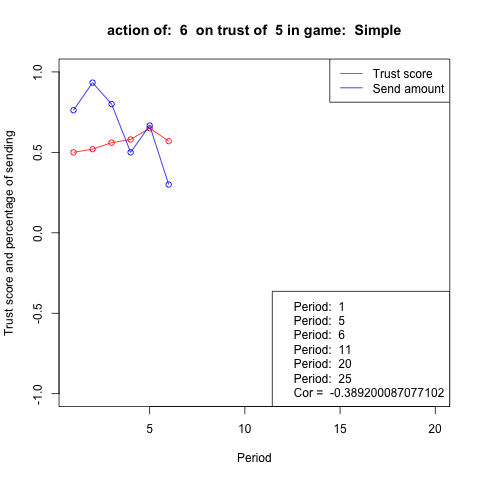 action of:  6  on trust of  5 in game:  Simple
Trust score
Send amount
Trust score and percentage of sending
1.0
0.5
0.0
-0.5
-1.0
Period:  1
Period:  5
Period:  6
Period:  11
Period:  20
Period:  25
Cor =  -0.389200087077102
5 10 15 20
Period